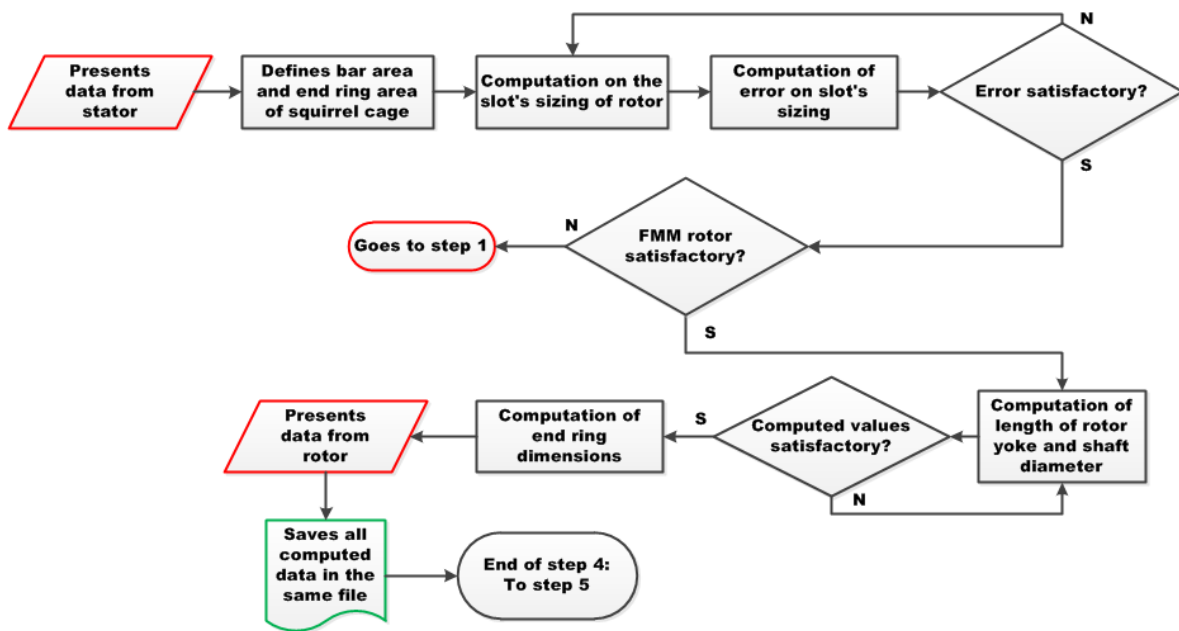 N
Presents
data from
stator
Defines bar area
and end ring area
of squirrel cage
Computation on the
slot's sizing of rotor
Computation of
error on slot's
sizing
Error satisfactory?
S
N
Goes to step 1
FMM rotor
satisfactory?
S
Presents
data from
rotor
Computation of
end ring
dimensions
S
Computed values
satisfactory?
Computation of
length of rotor
yoke and shaft
diameter
N
Saves all
computed
data in the
same file
End of step 4:
To step 5